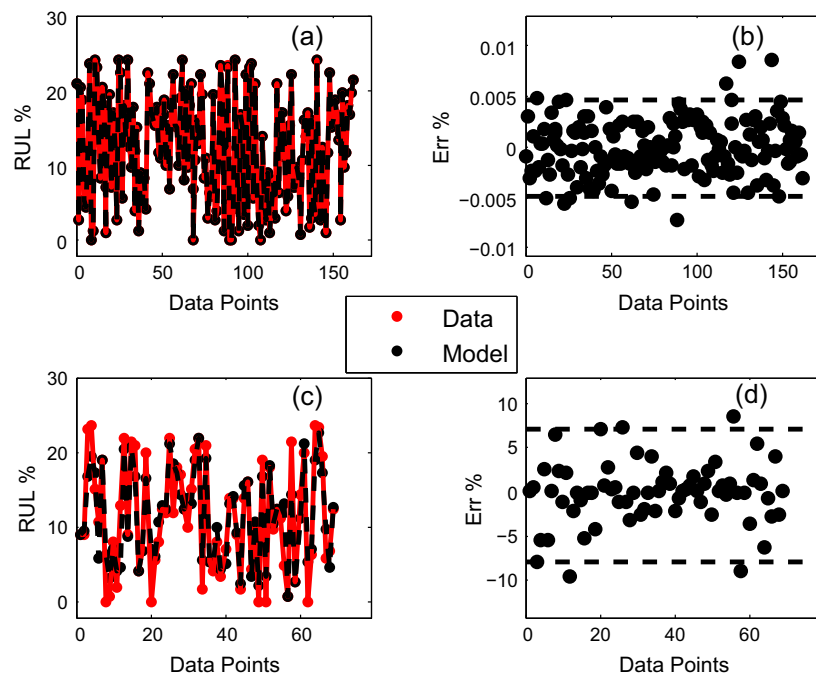 30
20
10
0
RUL %
(a)
0 50 100 150
Data Points
0.01
0.005
0
−0.005
−0.01
Err %
(b)
0 50 100 150
Data Points
Data
Model
30
20
10
0
RUL %
(c)
0 20 40 60
Data Points
10
5
0
−5
−10
Err %
(d)
0 20 40 60
Data Points